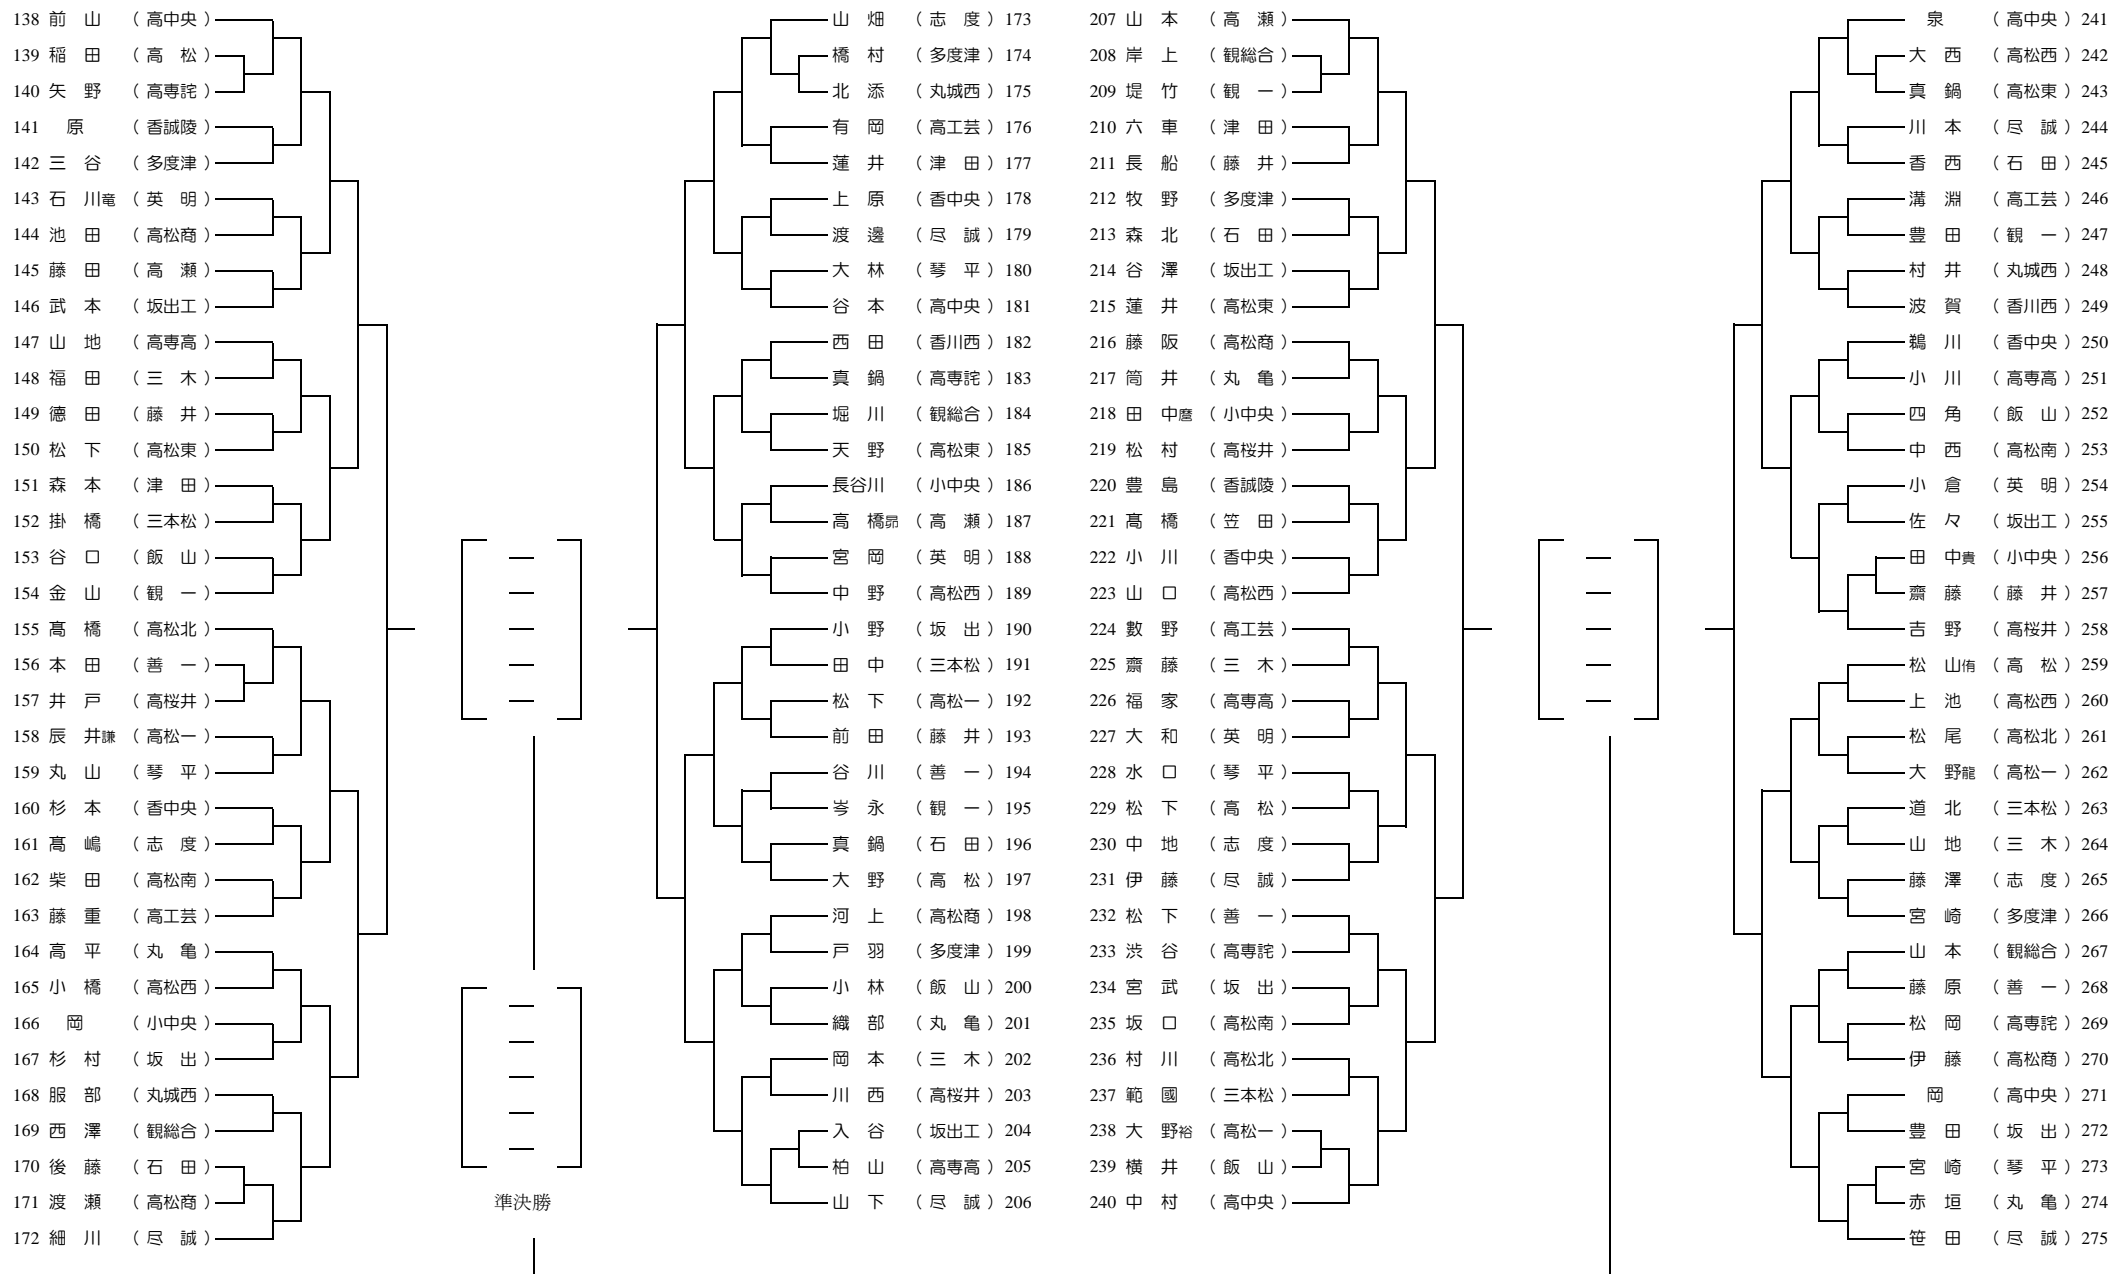 138 前 山 （ 高中央 ）
139 稲 田 （ 高 松 ）
140 矢 野 （ 高専詫 ）
141 原 （ 香誠陵 ）
142 三 谷 （ 多度津 ）
143 石 川竜 （ 英 明 ）
144 池 田 （ 高松商 ）
145 藤 田 （ 高 瀬 ）
146 武 本 （ 坂出工 ）
147 山 地 （ 高専高 ）
148 福 田 （ 三 木 ）
149 德 田 （ 藤 井 ）
150 松 下 （ 高松東 ）
151 森 本 （ 津 田 ）
152 掛 橋 （ 三本松 ）
153 谷 口 （ 飯 山 ）
154 金 山 （ 観 一 ）
155 髙 橋 （ 高松北 ）
156 本 田 （ 善 一 ）
157 井 戸 （ 高桜井 ）
158 辰 井謙 （ 高松一 ）
159 丸 山 （ 琴 平 ）
160 杉 本 （ 香中央 ）
161 髙 嶋 （ 志 度 ）
162 柴 田 （ 高松南 ）
163 藤 重 （ 高工芸 ）
164 高 平 （ 丸 亀 ）
165 小 橋 （ 高松西 ）
166 岡 （ 小中央 ）
167 杉 村 （ 坂 出 ）
168 服 部 （ 丸城西 ）
169 西 澤 （ 観総合 ）
170 後 藤 （ 石 田 ）
171 渡 瀬 （ 高松商 ）
172 細 川 （ 尽 誠 ）
準決勝
山 畑 （ 志 度 ） 173
橋 村 （ 多度津 ） 174
北 添 （ 丸城西 ） 175
有 岡 （ 高工芸 ） 176
蓮 井 （ 津 田 ） 177
上 原 （ 香中央 ） 178
渡 邊 （ 尽 誠 ） 179
大 林 （ 琴 平 ） 180
谷 本 （ 高中央 ） 181
西 田 （ 香川西 ） 182
真 鍋 （ 高専詫 ） 183
堀 川 （ 観総合 ） 184
天 野 （ 高松東 ） 185
長谷川 （ 小中央 ） 186
高 橋昴 （ 高 瀬 ） 187
宮 岡 （ 英 明 ） 188
中 野 （ 高松西 ） 189
小 野 （ 坂 出 ） 190
田 中 （ 三本松 ） 191
松 下 （ 高松一 ） 192
前 田 （ 藤 井 ） 193
谷 川 （ 善 一 ） 194
岑 永 （ 観 一 ） 195
真 鍋 （ 石 田 ） 196
大 野 （ 高 松 ） 197
河 上 （ 高松商 ） 198
戸 羽 （ 多度津 ） 199
小 林 （ 飯 山 ） 200
織 部 （ 丸 亀 ） 201
岡 本 （ 三 木 ） 202
川 西 （ 高桜井 ） 203
入 谷 （ 坂出工 ） 204
柏 山 （ 高専高 ） 205
山 下 （ 尽 誠 ） 206
207 山 本 （ 高 瀬 ）
208 岸 上 （ 観総合 ）
209 堤 竹 （ 観 一 ）
210 六 車 （ 津 田 ）
211 長 船 （ 藤 井 ）
212 牧 野 （ 多度津 ）
213 森 北 （ 石 田 ）
214 谷 澤 （ 坂出工 ）
215 蓮 井 （ 高松東 ）
216 藤 阪 （ 高松商 ）
217 筒 井 （ 丸 亀 ）
218 田 中 （ 小中央 ）
219 松 村 （ 高桜井 ）
220 豊 島 （ 香誠陵 ）
221 髙 橋 （ 笠 田 ）
222 小 川 （ 香中央 ）
223 山 口 （ 高松西 ）
224 數 野 （ 高工芸 ）
225 齋 藤 （ 三 木 ）
226 福 家 （ 高専高 ）
227 大 和 （ 英 明 ）
228 水 口 （ 琴 平 ）
229 松 下 （ 高 松 ）
230 中 地 （ 志 度 ）
231 伊 藤 （ 尽 誠 ）
232 松 下 （ 善 一 ）
233 渋 谷 （ 高専詫 ）
234 宮 武 （ 坂 出 ）
235 坂 口 （ 高松南 ）
236 村 川 （ 高松北 ）
237 範 國 （ 三本松 ）
238 大 野裕 （ 高松一 ）
239 横 井 （ 飯 山 ）
240 中 村 （ 高中央 ）
泉 （ 高中央 ） 241
大 西 （ 高松西 ） 242
真 鍋 （ 高松東 ） 243
川 本 （ 尽 誠 ） 244
香 西 （ 石 田 ） 245
溝 淵 （ 高工芸 ） 246
豊 田 （ 観 一 ） 247
村 井 （ 丸城西 ） 248
波 賀 （ 香川西 ） 249
鵜 川 （ 香中央 ） 250
小 川 （ 高専高 ） 251
四 角 （ 飯 山 ） 252
中 西 （ 高松南 ） 253
小 倉 （ 英 明 ） 254
佐 々 （ 坂出工 ） 255
田 中貴 （ 小中央 ） 256
齋 藤 （ 藤 井 ） 257
吉 野 （ 高桜井 ） 258
松 山侑 （ 高 松 ） 259
上 池 （ 高松西 ） 260
松 尾 （ 高松北 ） 261
大 野龍 （ 高松一 ） 262
道 北 （ 三本松 ） 263
山 地 （ 三 木 ） 264
藤 澤 （ 志 度 ） 265
宮 崎 （ 多度津 ） 266
山 本 （ 観総合 ） 267
藤 原 （ 善 一 ） 268
松 岡 （ 高専詫 ） 269
伊 藤 （ 高松商 ） 270
岡 （ 高中央 ） 271
豊 田 （ 坂 出 ） 272
宮 崎 （ 琴 平 ） 273
赤 垣 （ 丸 亀 ） 274
笹 田 （ 尽 誠 ） 275